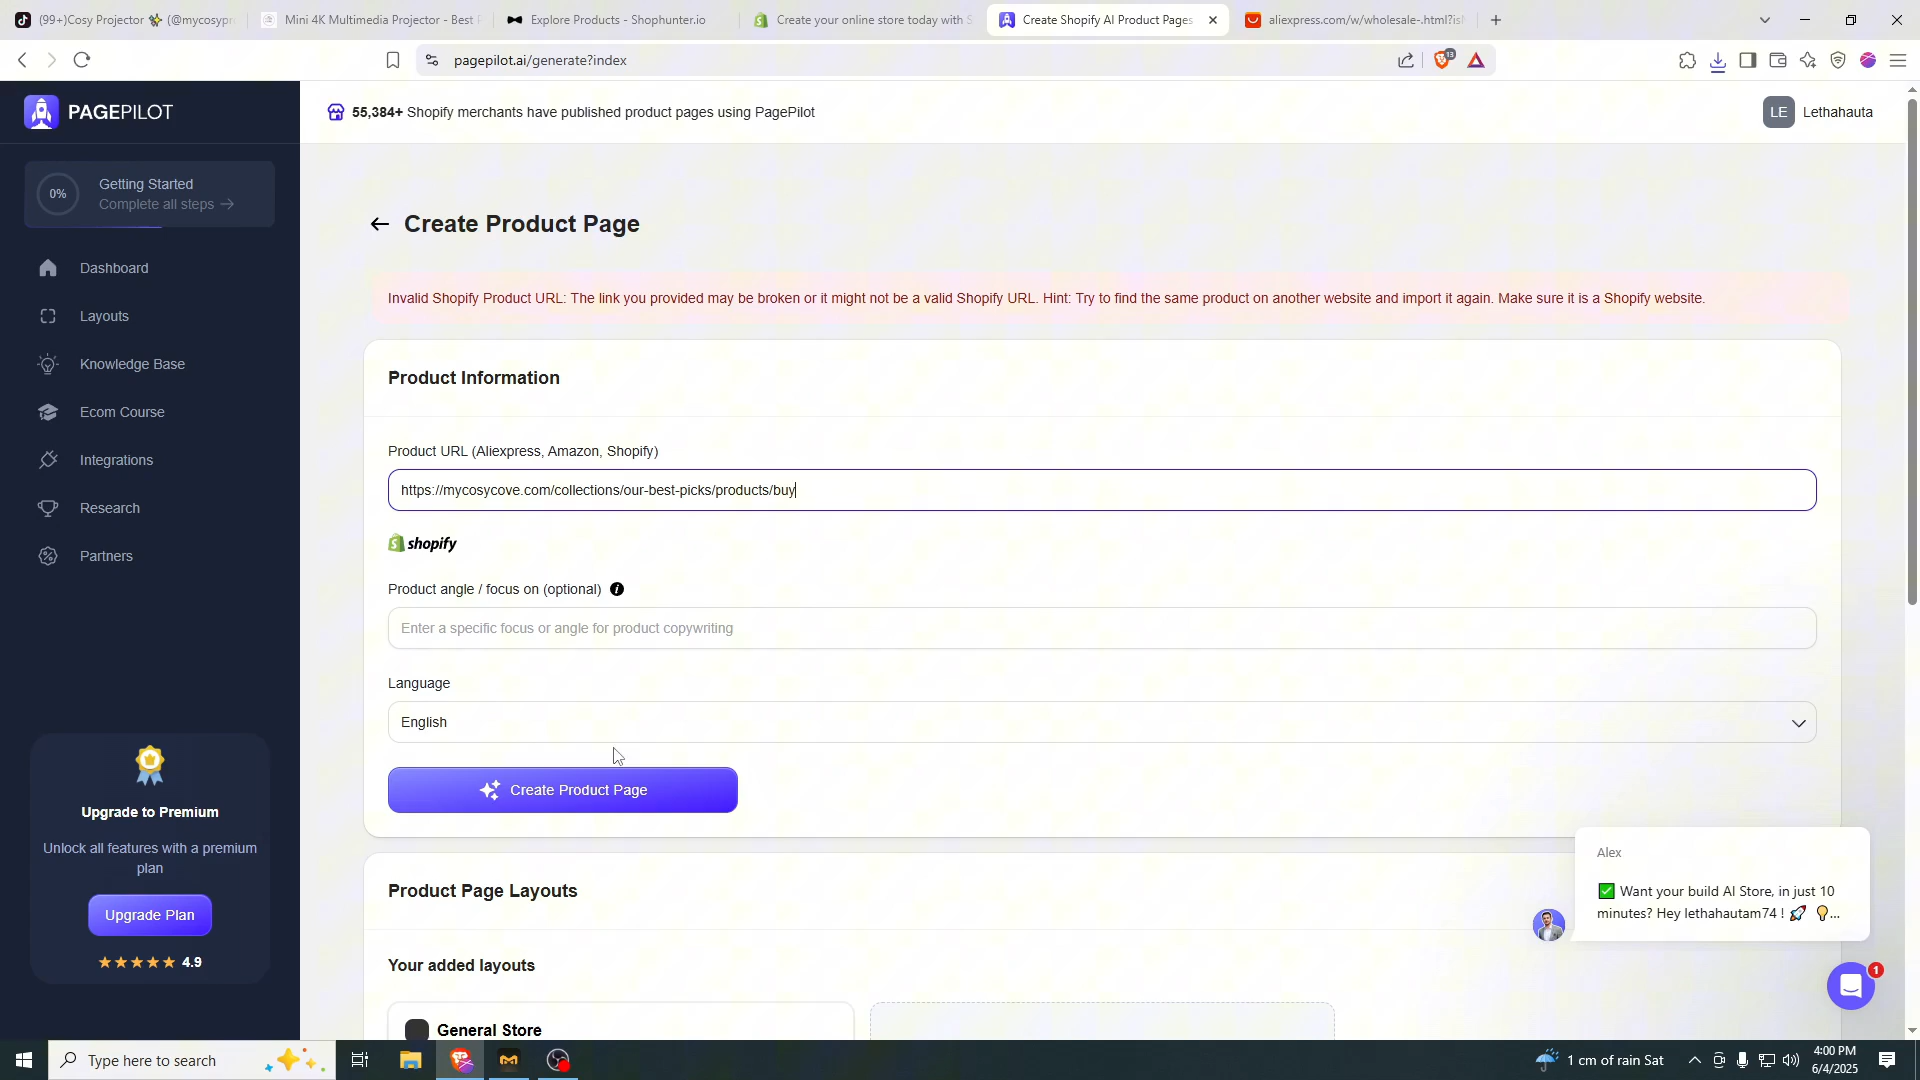 (99+)Cosy Projector ✨ (@mycosypr
Mini 4K Multimedia Projector - Best P
Explore Products - Shophunter.io
Create your online store today with S
Create Shopify AI Product Pages
aliexpress.com/w/wholesale-.html?isN
pagepilot.ai/generate?index
13
PAGEPILOT
55,384+ Shopify merchants have published product pages using PagePilot
LE
Lethahauta
0%
Getting Started
Complete all steps →
Dashboard
Layouts
Knowledge Base
Ecom Course
Integrations
Research
Partners
Upgrade to Premium
Unlock all features with a premium
plan
Upgrade Plan
4.9
Create Product Page
Invalid Shopify Product URL: The link you provided may be broken or it might not be a valid Shopify URL. Hint: Try to find the same product on another website and import it again. Make sure it is a Shopify website.
Product Information
Product URL (Aliexpress, Amazon, Shopify)
https://mycosycove.com/collections/our-best-picks/products/buy
shopify
Product angle / focus on (optional)
Enter a specific focus or angle for product copywriting
Language
English
Create Product Page
Product Page Layouts
Your added layouts
General Store
Alex
✅ Want your build AI Store, in just 10
minutes? Hey lethahautam74 ! 🚀 💡...
1
Type here to search
1 cm of rain Sat
4:00 PM
6/4/2025